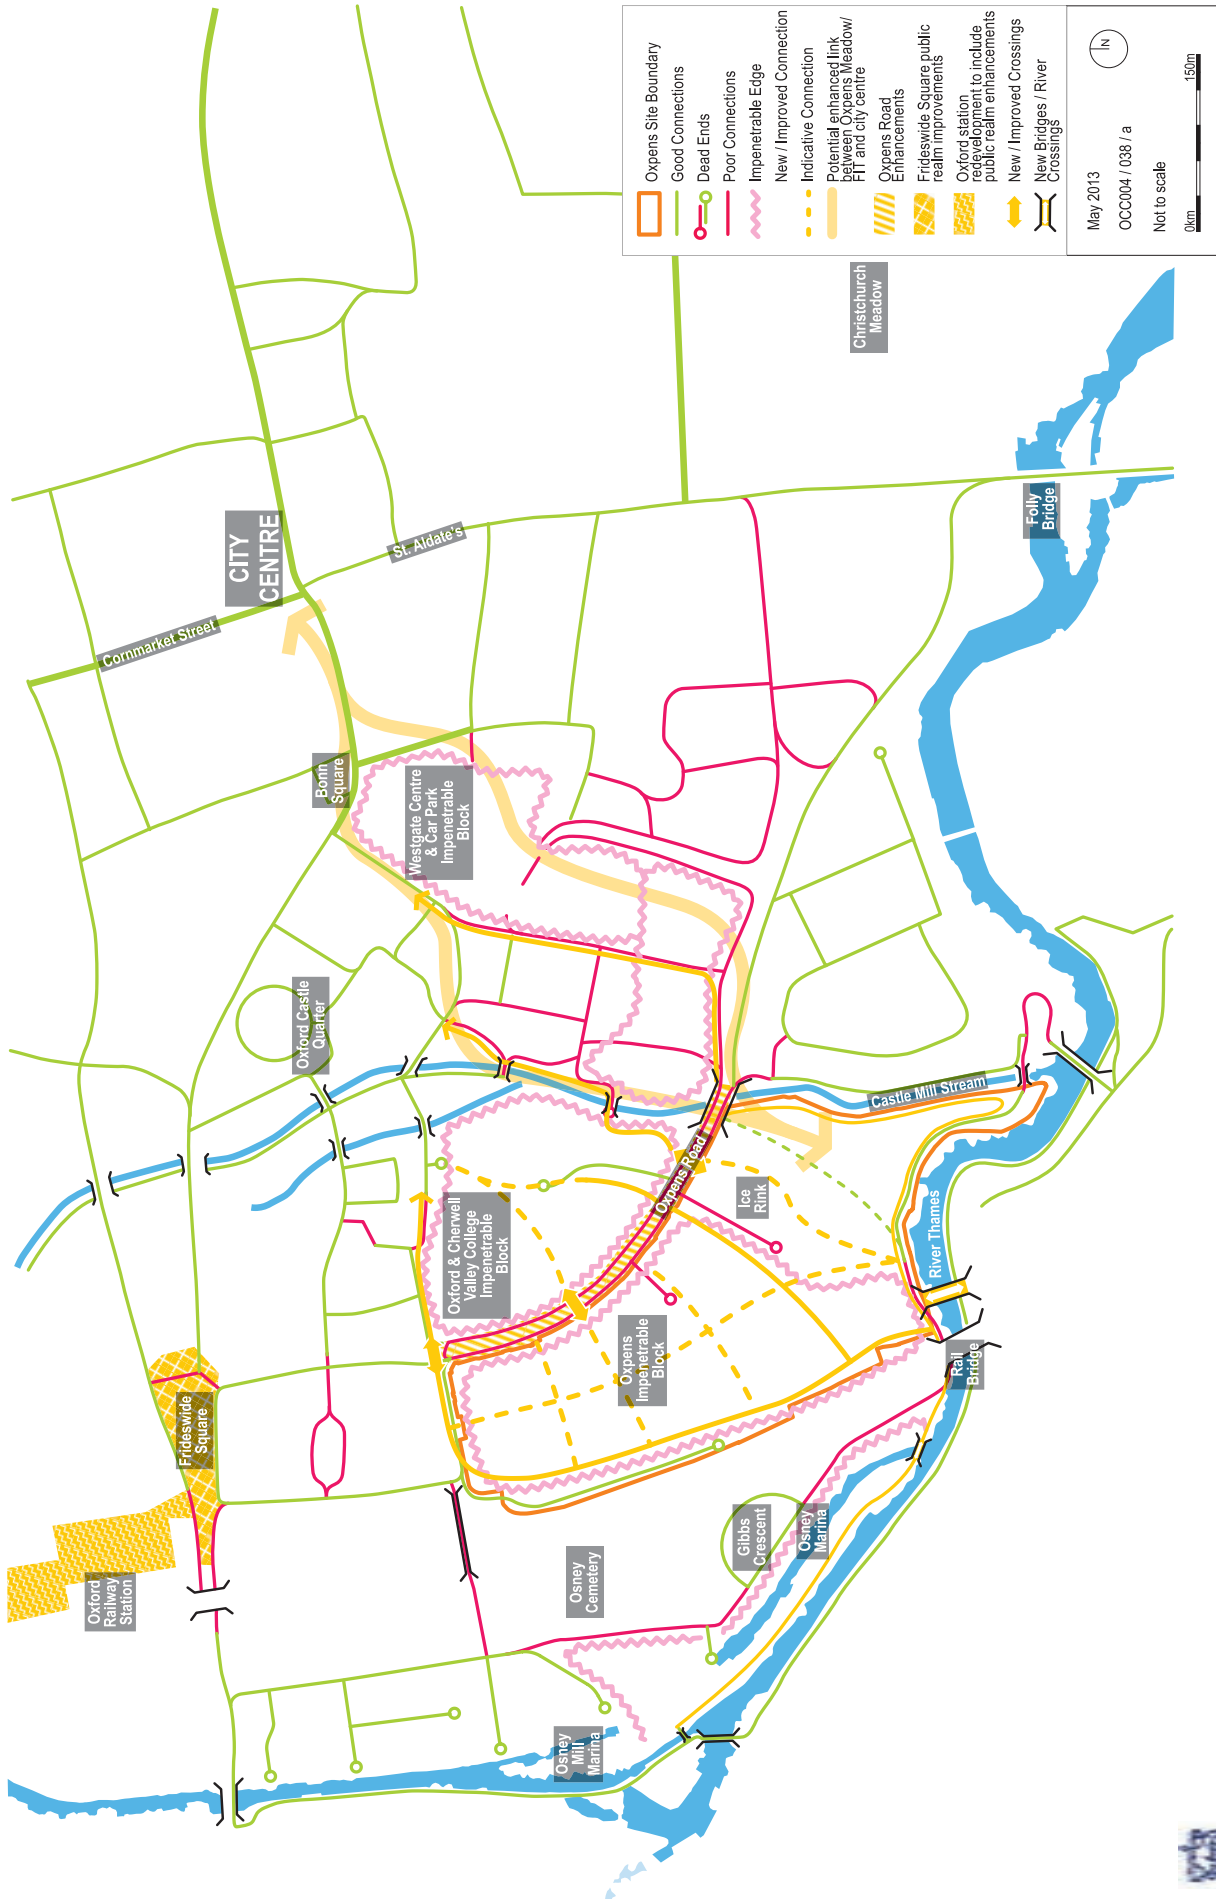 Oxford
Railway
Station
Frideswide
Square
Cornmarket Street
CITY
CENTRE
Bonn
Square
St. Aldate's
Oxford Castle
Quarter
Westgate Centre
& Car Park
Impenetrable
Block
Oxford & Cherwell
Valley College
Impenetrable
Block
Oxpens Road
Ice
Rink
Oxpens
Impenetrable
Block
Castle Mill Stream
River Thames
Rail
Bridge
Folly
Bridge
Christchurch
Meadow
Osney
Cemetery
Gibbs
Crescent
Osney
Marina
Osney
Mill
Marina
Oxpens Site Boundary
Good Connections
Dead Ends
Poor Connections
Impenetrable Edge
New / Improved Connection
Indicative Connection
Potential enhanced link
between Oxpens Meadow/
FIT and city centre
Oxpens Road
Enhancements
Frideswide Square public
realm improvements
Oxford station
redevelopment to include
public realm enhancements
New / Improved Crossings
New Bridges / River
Crossings
May 2013
N
OCC004 / 038 / a
Not to scale
0km
150m